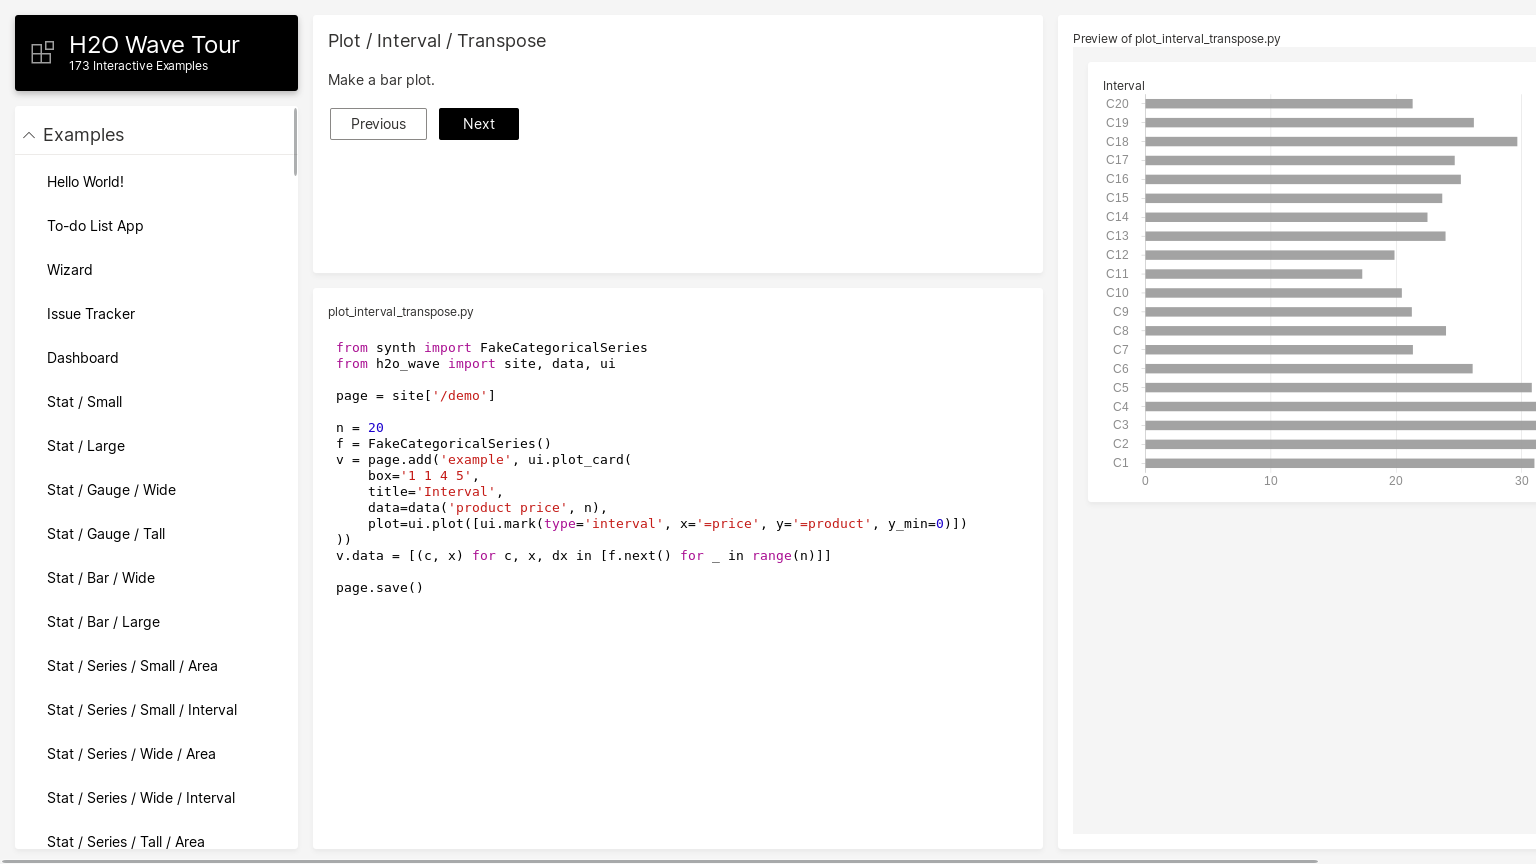 H2O Wave Tour
173 Interactive Examples
Examples
Hello World!
To-do List App
Wizard
Issue Tracker
Dashboard
Stat / Small
Stat / Large
Stat / Gauge / Wide
Stat / Gauge / Tall
Stat / Bar / Wide
Stat / Bar / Large
Stat / Series / Small / Area
Stat / Series / Small / Interval
Stat / Series / Wide / Area
Stat / Series / Wide / Interval
Stat / Series / Tall / Area
Plot / Interval / Transpose
Make a bar plot.
Previous
Next
plot_interval_transpose.py
from synth import FakeCategoricalSeries
from h2o_wave import site, data, ui
page = site['/demo']
n = 20
f = FakeCategoricalSeries()
v = page.add('example', ui.plot_card(
    box='1 1 4 5',
    title='Interval',
    data=data('product price', n),
    plot=ui.plot([ui.mark(type='interval', x='=price', y='=product', y_min=0)])
))
v.data = [(c, x) for c, x, dx in [f.next() for _ in range(n)]]
page.save()
Preview of plot_interval_transpose.py
Interval
C20
C19
C18
C17
C16
C15
C14
C13
C12
C11
C10
C9
C8
C7
C6
C5
C4
C3
C2
C1
0 10 20 30